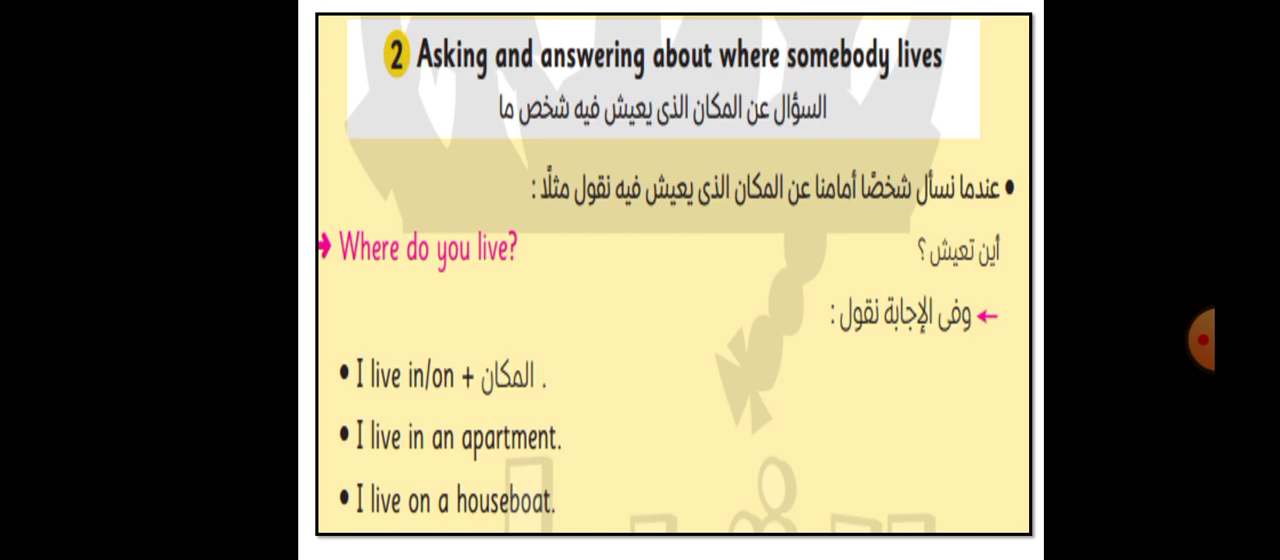 2 Asking and answering about where somebody lives
السؤال عن المكان الذى يعيش فيه شخص ما
• عندما نسأل شخصًا أمامنا عن المكان الذى يعيش فيه نقول مثلًا :
→ Where do you live? أين تعيش ؟
← وفى الإجابة نقول :
• I live in/on + المكان .
• I live in an apartment.
• I live on a houseboat.